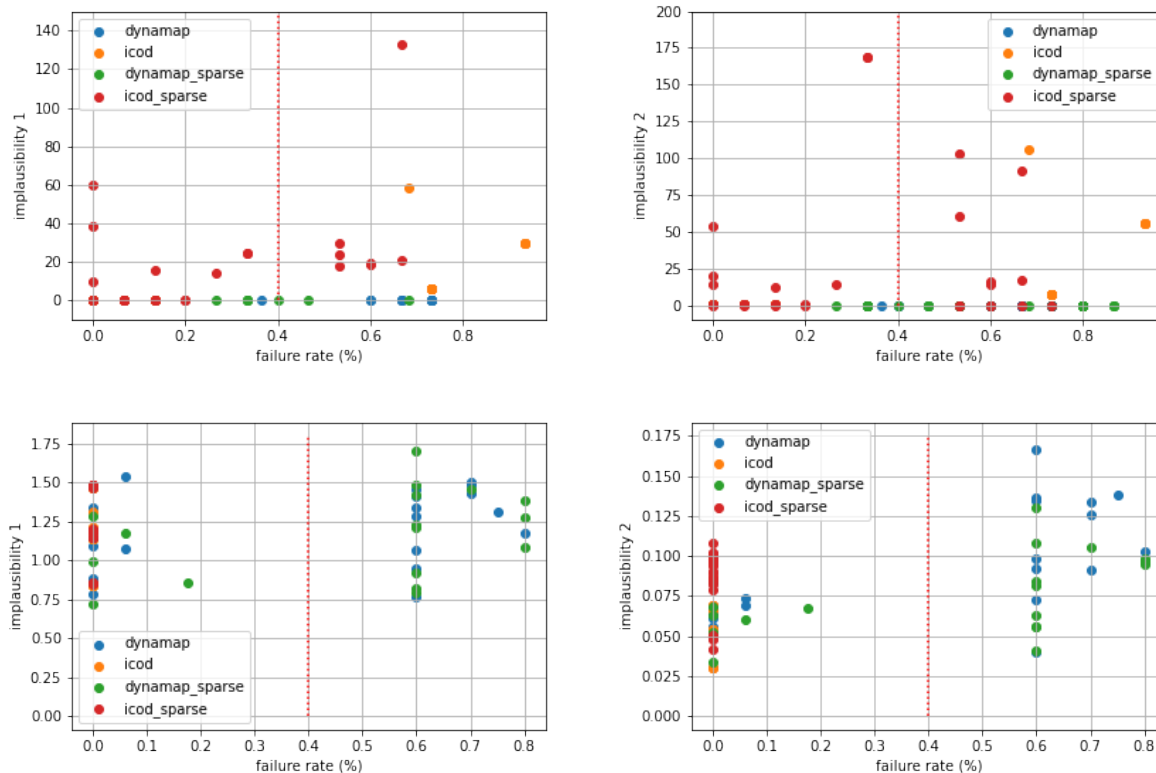 140
120
100
80
60
40
20
0
implausibility 1
dynamap
icod
dynamap_sparse
icod_sparse
0.0 0.2 0.4 0.6 0.8
failure rate (%)
200
175
150
125
100
75
50
25
0
implausibility 2
dynamap
icod
dynamap_sparse
icod_sparse
0.0 0.2 0.4 0.6 0.8
failure rate (%)
1.75
1.50
1.25
1.00
0.75
0.50
0.25
0.00
implausibility 1
dynamap
icod
dynamap_sparse
icod_sparse
0.0 0.1 0.2 0.3 0.4 0.5 0.6 0.7 0.8
failure rate (%)
0.175
0.150
0.125
0.100
0.075
0.050
0.025
0.000
implausibility 2
dynamap
icod
dynamap_sparse
icod_sparse
0.0 0.1 0.2 0.3 0.4 0.5 0.6 0.7 0.8
failure rate (%)